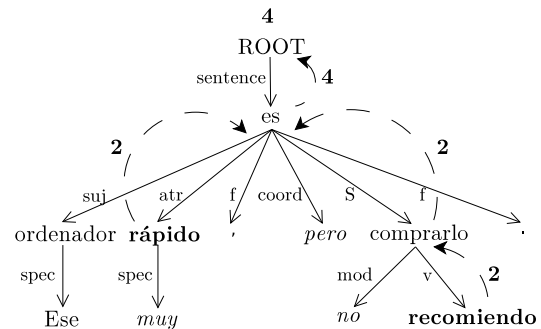 4
ROOT
sentence 4
es
2 2
suj atr f coord S f
ordenador rápido , pero comprarlo .
spec spec mod v 2
Ese muy no recomiendo